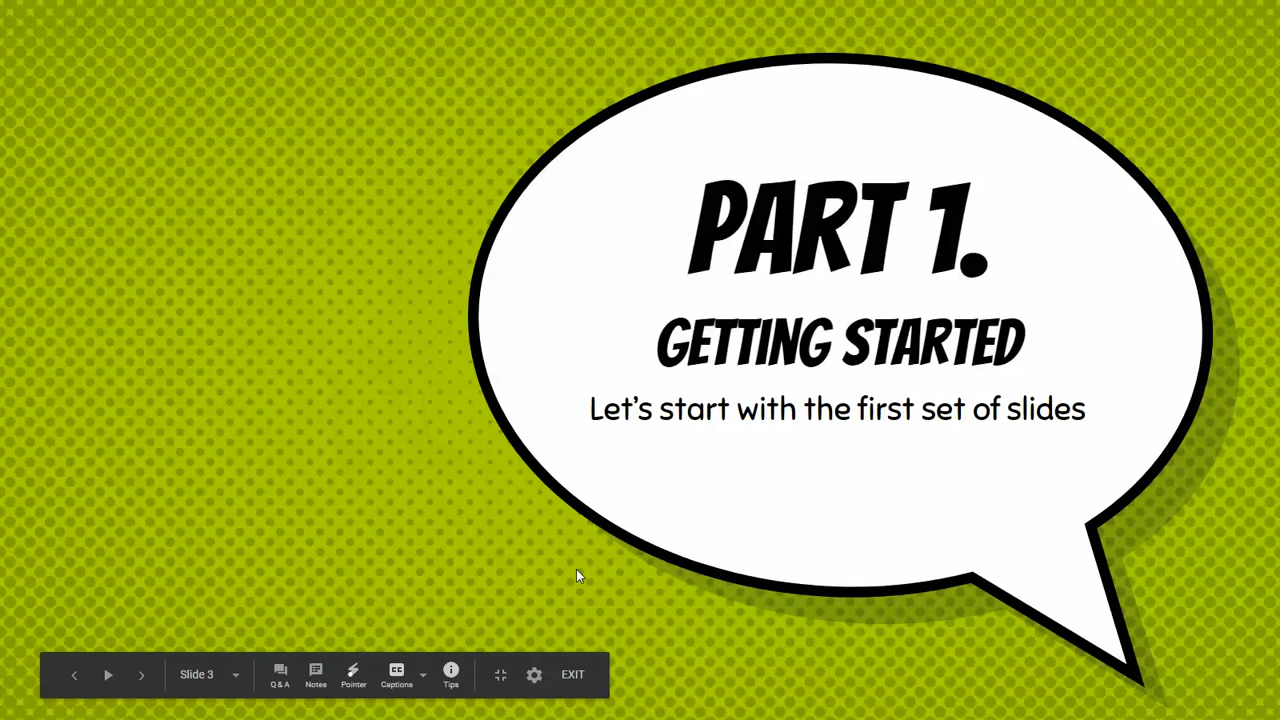 PART 1.
GETTING STARTED
Let's start with the first set of slides
Slide 3
Q & A
Notes
Pointer
CC
Captions
Tips
EXIT